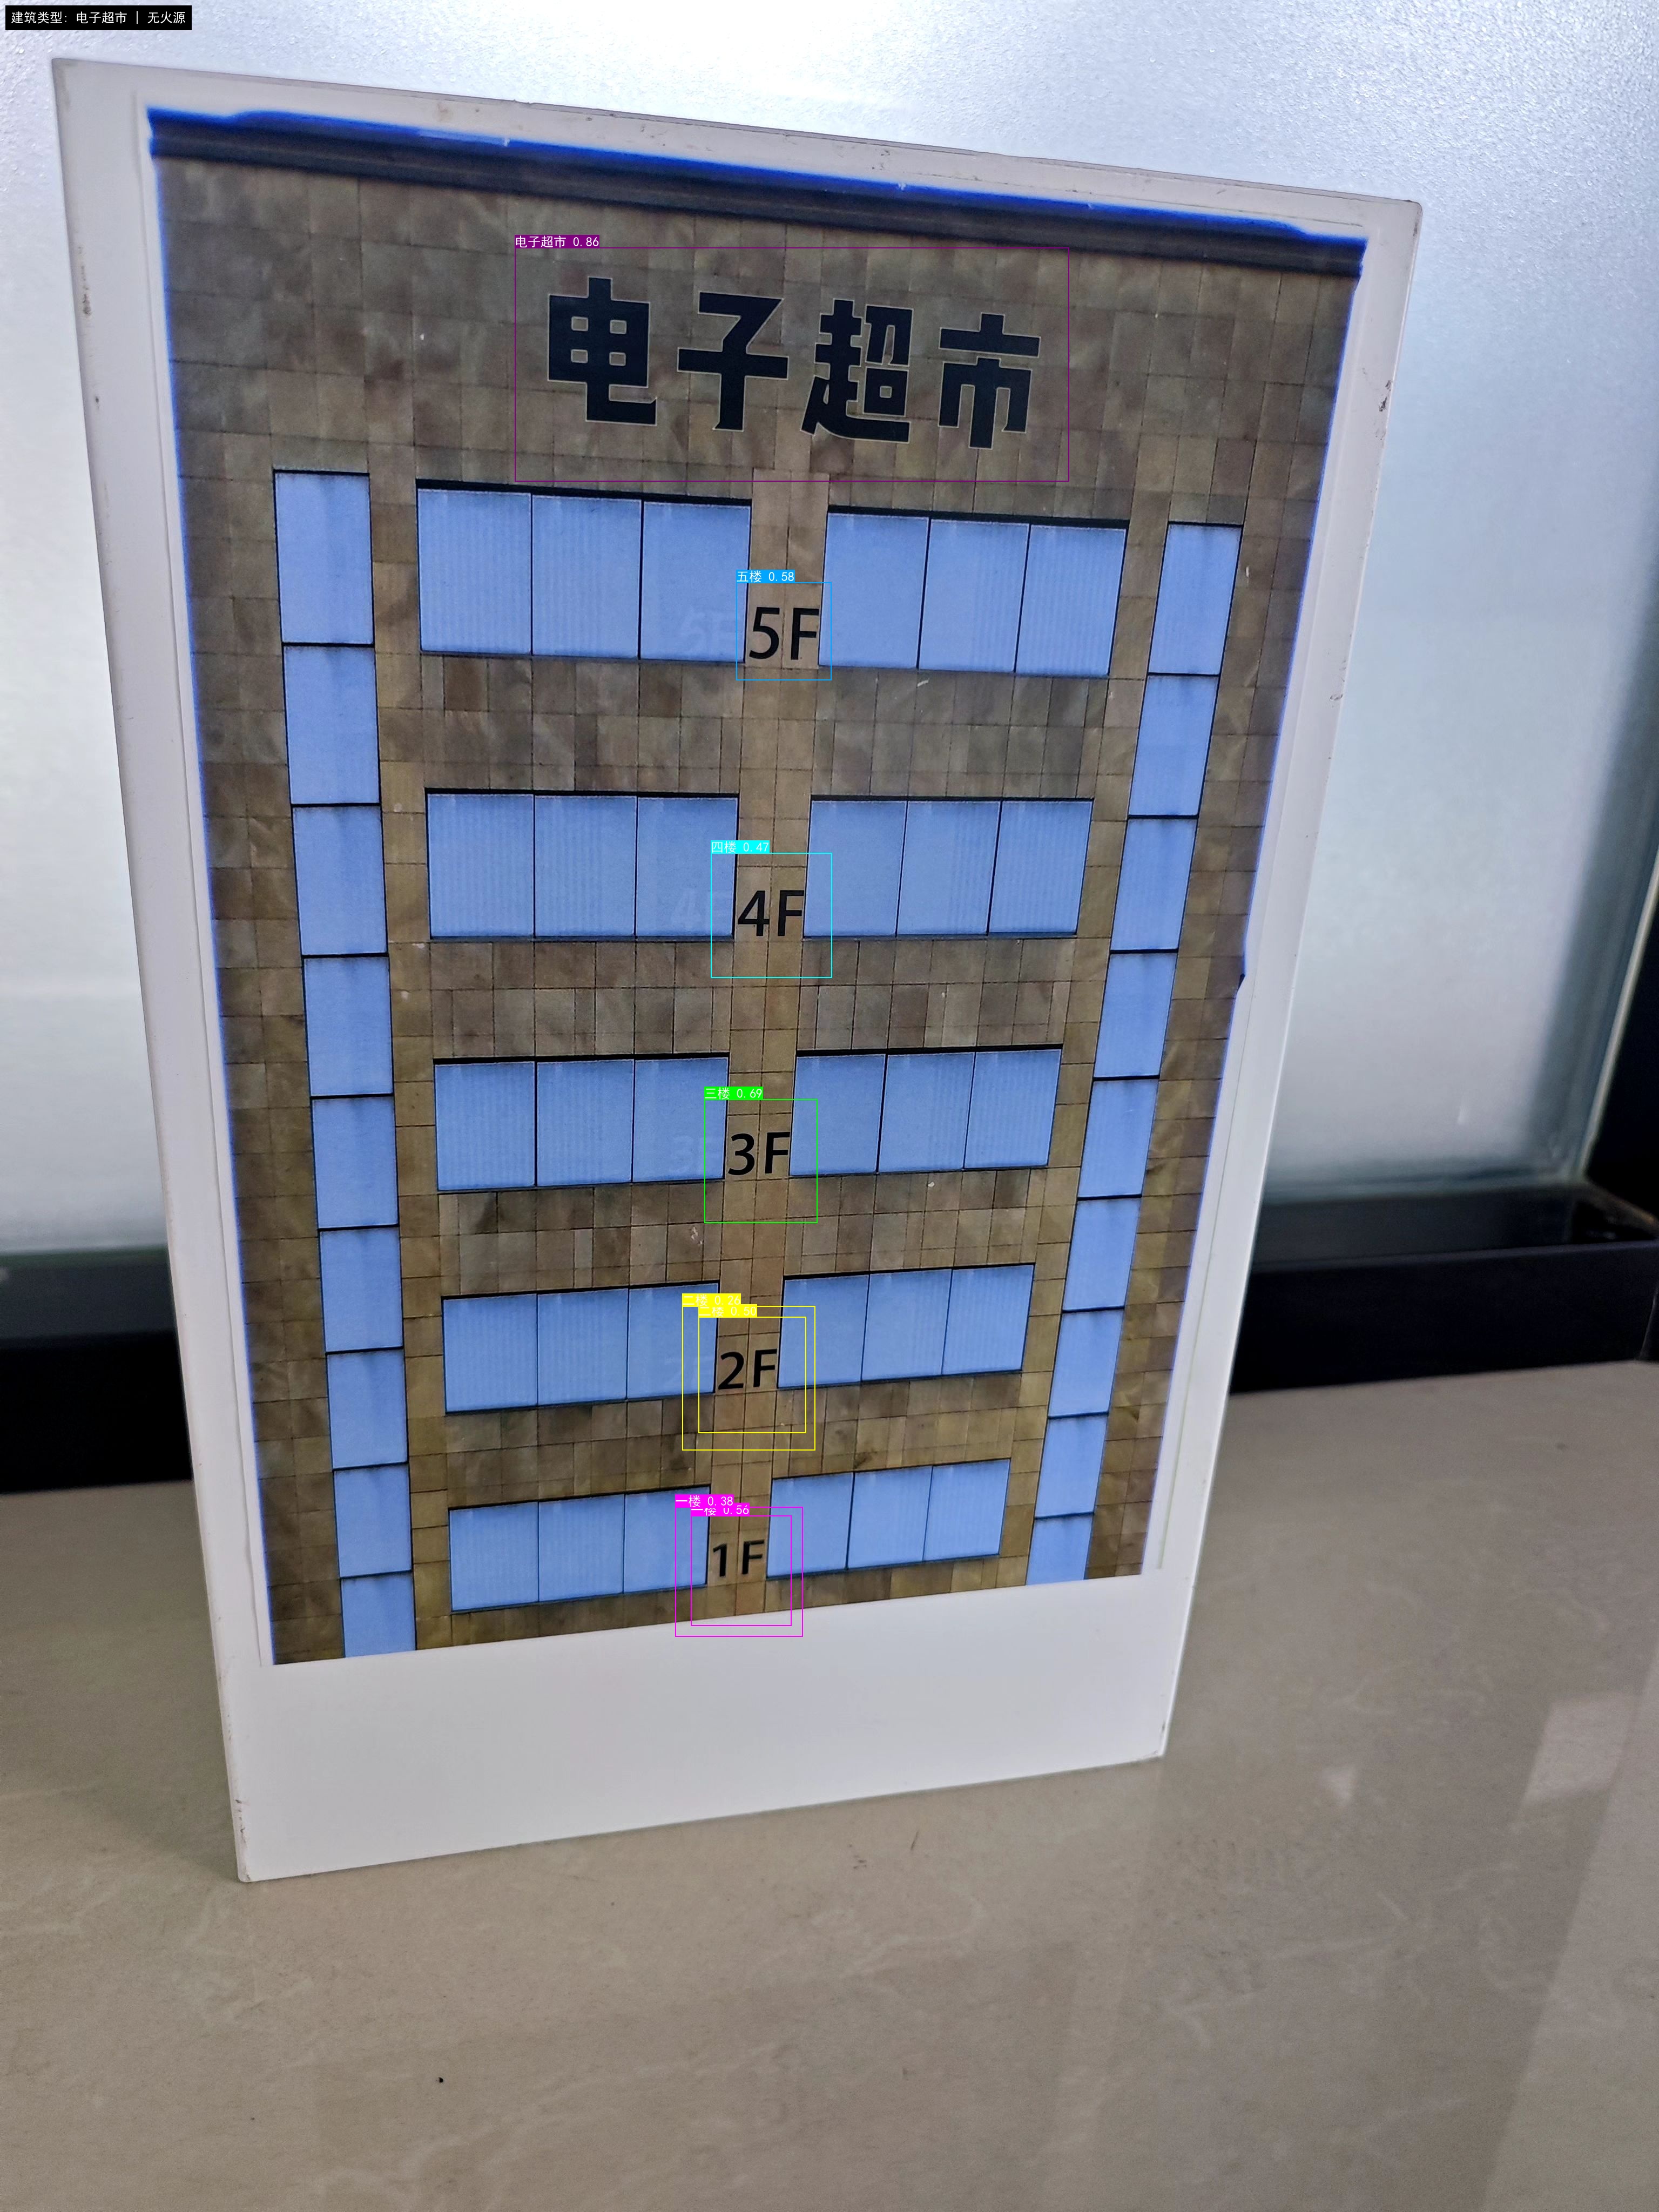 建筑类型: 电子超市 | 无火源
电子超市 0.86
电子超市
五楼 0.58
5F
四楼 0.47
4F
三楼 0.69
3F
二楼 0.26
二楼 0.50
2F
一楼 0.38
一楼 0.56
1F